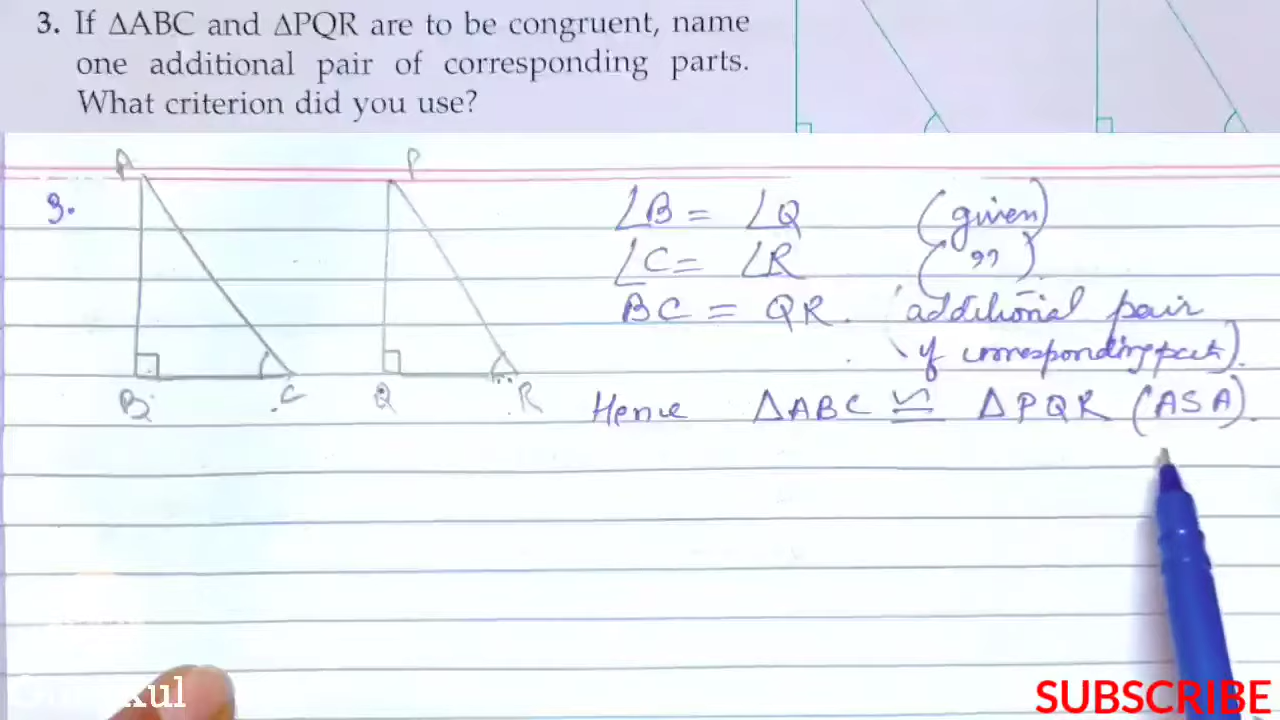 3. If ΔABC and ΔPQR are to be congruent, name
one additional pair of corresponding parts.
What criterion did you use?
3.
A
P
B
C
Q
R
∠B = ∠Q (given)
∠C = ∠R ( " )
BC = QR. (additional pair
of corresponding part).
Hence ΔABC ≅ ΔPQR (ASA).
SUBSCRIBE